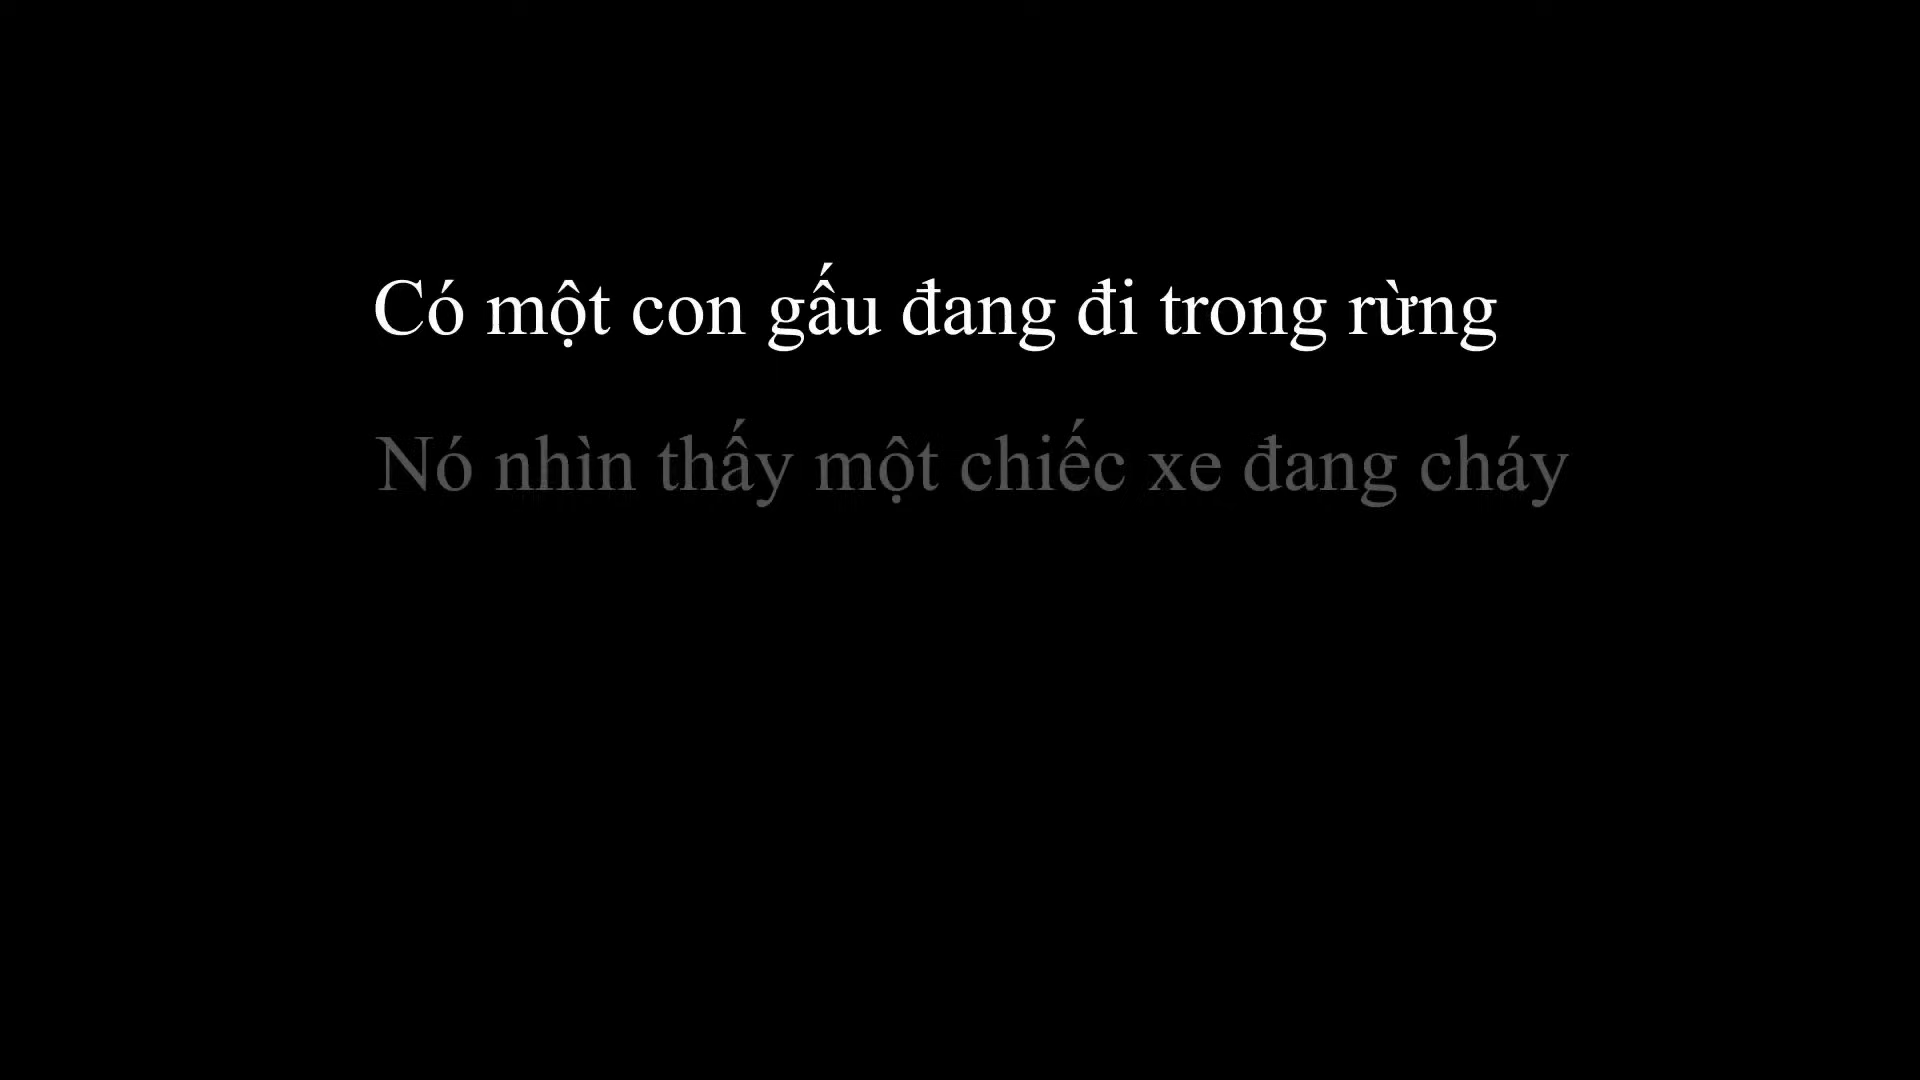 Có một con gấu đang đi trong rừng
Nó nhìn thấy một chiếc xe đang cháy